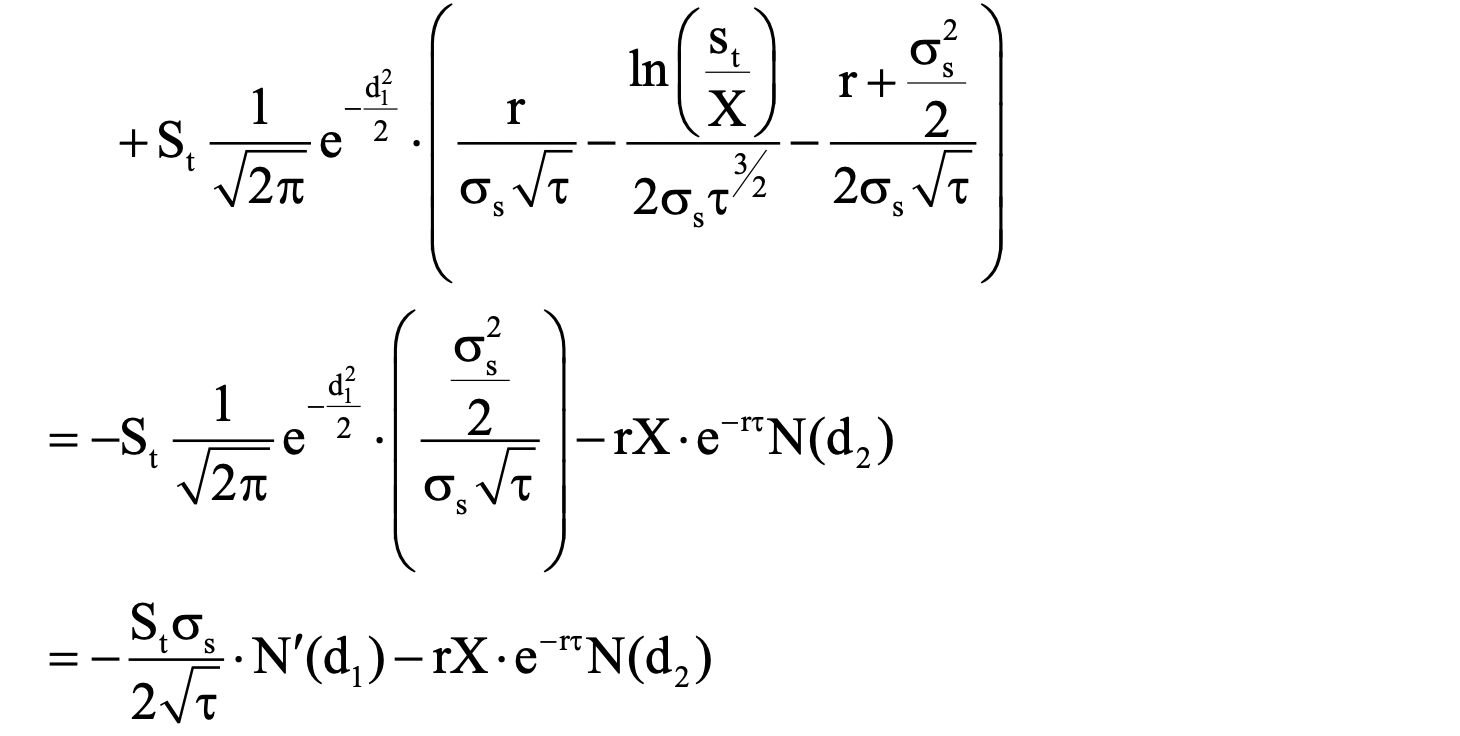 $+ S_t \frac{1}{\sqrt{2\pi}} e^{-\frac{d_1^2}{2}} \cdot \left( \frac{r}{\sigma_s \sqrt{\tau}} - \frac{\ln\left(\frac{s_t}{X}\right)}{2\sigma_s \tau^{3/2}} - \frac{r + \frac{\sigma_s^2}{2}}{2\sigma_s \sqrt{\tau}} \right)$
$= -S_t \frac{1}{\sqrt{2\pi}} e^{-\frac{d_1^2}{2}} \cdot \left( \frac{\frac{\sigma_s^2}{2}}{\sigma_s \sqrt{\tau}} \right) - rX \cdot e^{-r\tau} N(d_2)$
$= -\frac{S_t \sigma_s}{2\sqrt{\tau}} \cdot N'(d_1) - rX \cdot e^{-r\tau} N(d_2)$